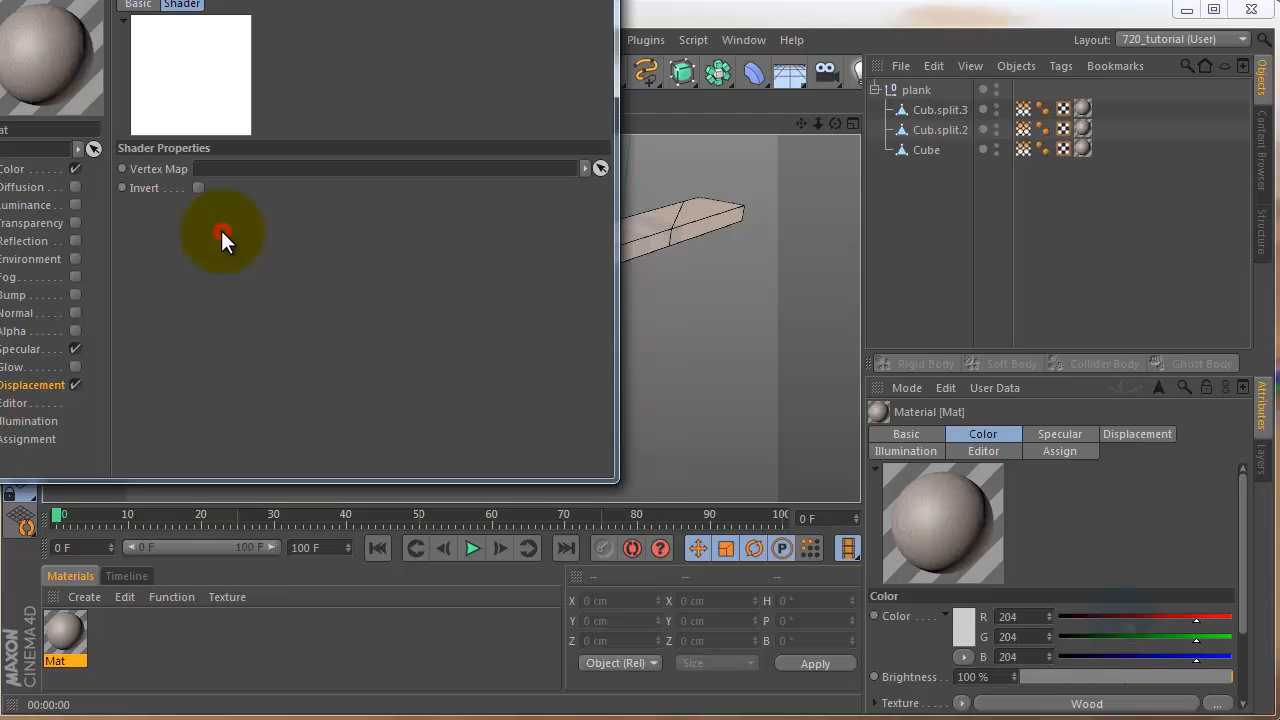 Basic Shader
Plugins Script Window Help
Layout: 720_tutorial (User)
File Edit View Objects Tags Bookmarks
plank
Cub.split.3
Cub.split.2
Cube
Objects
Content Browser
Structure
at
Shader Properties
Vertex Map
Invert . . . .
Color . . . . .
Diffusion . .
Luminance . .
Transparency
Reflection . .
Environment
Fog. . . . . .
Bump . . . .
Normal . . .
Alpha . . . .
Specular . . .
Glow. . . . .
Displacement
Editor . . . .
Illumination
Assignment
Rigid Body Soft Body Collider Body Ghost Body
Mode Edit User Data
Material [Mat]
Basic Color Specular Displacement
Illumination Editor Assign
Attributes
Layers
Color
Color . . . . R 204
G 204
B 204
Brightness . . 100 %
Texture. . . . . Wood ...
0 10 20 30 40 50 60 70 80 90 100 0 F
0 F 0 F 100 F 100 F
P
Materials Timeline
Create Edit Function Texture
Mat
-- -- --
X 0 cm X 0 cm H 0 °
Y 0 cm Y 0 cm P 0 °
Z 0 cm Z 0 cm B 0 °
Object (Rel) Size Apply
MAXON
CINEMA 4D
00:00:00